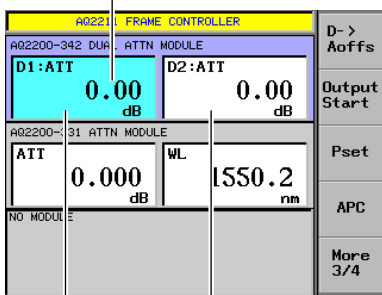 AQ2211 FRAME CONTROLLER
AQ2200-342 DUAL ATTN MODULE
D1:ATT
0.00
dB
D2:ATT
0.00
dB
AQ2200-331 ATTN MODULE
ATT
0.000
dB
WL
1550.2
nm
NO MODULE
D->
Aoffs
Output
Start
Pset
APC
More
3/4